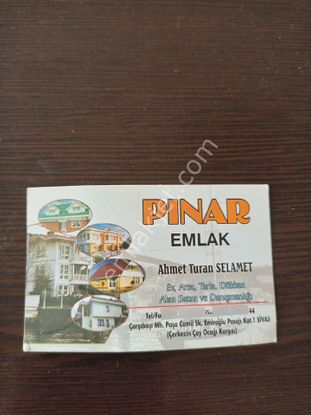 PINAR
EMLAK
Ahmet Turan SELAMET
Ev, Arsa, Tarla, Dükkan
Alım Satım ve Danışmanlığı
Tel/Fa 44
Çarşıbaşı Mh. Paşa Camii Sk. Emiroğlu Pasajı Kat:1 SİVAS
(Çerkezin Çay Ocağı Karşısı)